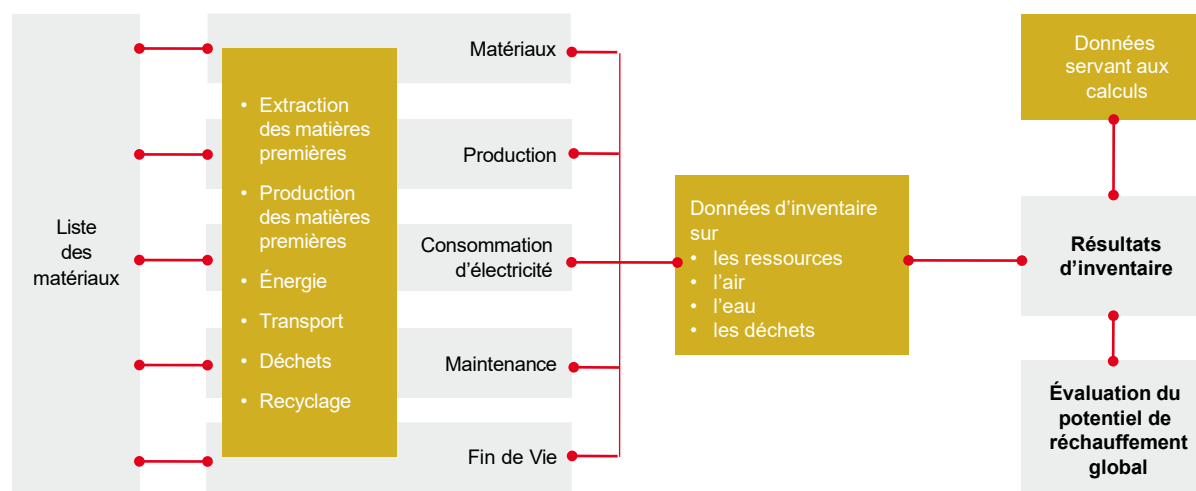 Liste
des
matériaux
• Extraction
des matières
premières
• Production
des matières
premières
• Énergie
• Transport
• Déchets
• Recyclage
Matériaux
Production
Consommation
d’électricité
Maintenance
Fin de Vie
Données d’inventaire
sur
• les ressources
• l’air
• l’eau
• les déchets
Données
servant aux
calculs
Résultats
d’inventaire
Évaluation du
potentiel de
réchauffement
global